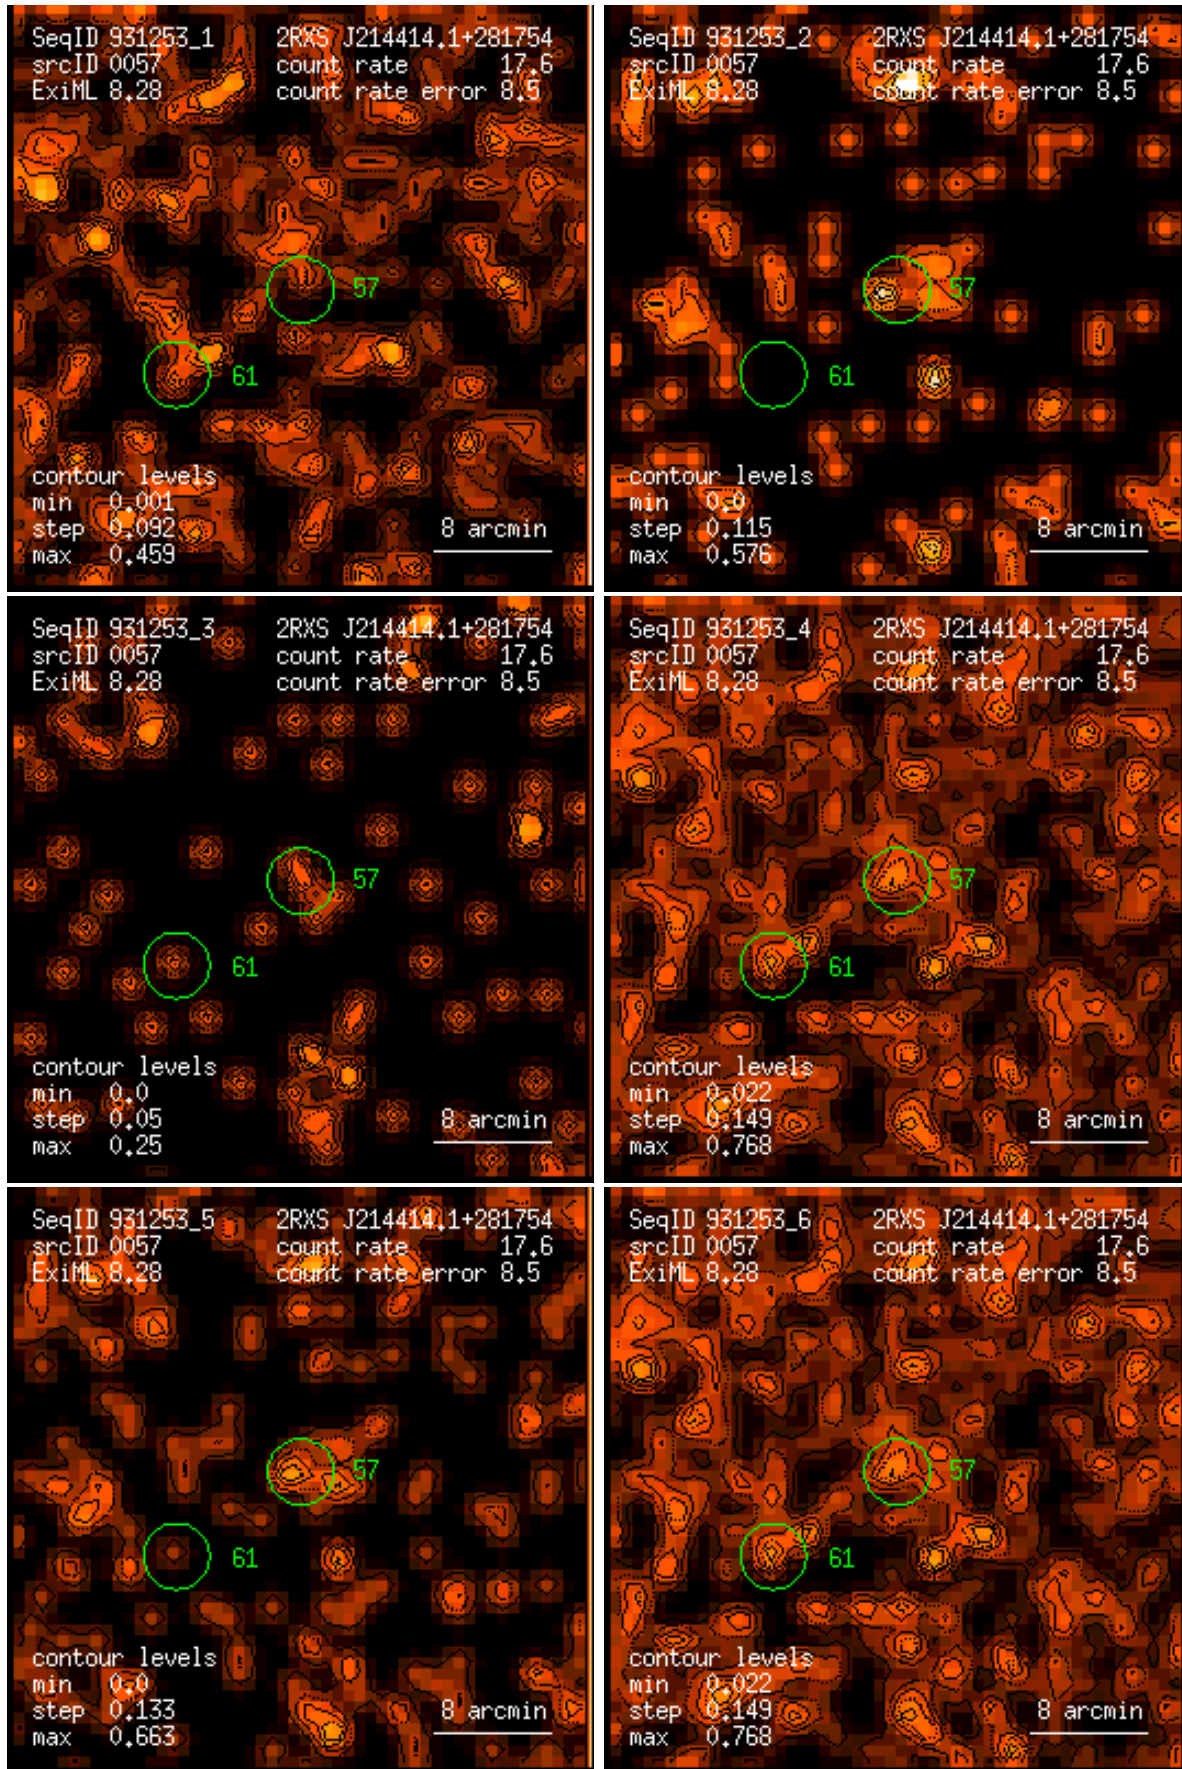 SeqID 931253_1 2RXS J214414.1+281754
srcID 0057 count rate 17.6
ExiML 8.28 count rate error 8.5
57
61
contour levels
min 0.001
step 0.092 8 arcmin
max 0.459
SeqID 931253_2 2RXS J214414.1+281754
srcID 0057 count rate 17.6
ExiML 8.28 count rate error 8.5
57
61
contour levels
min 0.0
step 0.115 8 arcmin
max 0.576
SeqID 931253_3 2RXS J214414.1+281754
srcID 0057 count rate 17.6
ExiML 8.28 count rate error 8.5
57
61
contour levels
min 0.0
step 0.05 8 arcmin
max 0.25
SeqID 931253_4 2RXS J214414.1+281754
srcID 0057 count rate 17.6
ExiML 8.28 count rate error 8.5
57
61
contour levels
min 0.022
step 0.149 8 arcmin
max 0.768
SeqID 931253_5 2RXS J214414.1+281754
srcID 0057 count rate 17.6
ExiML 8.28 count rate error 8.5
57
61
contour levels
min 0.0
step 0.133 8 arcmin
max 0.663
SeqID 931253_6 2RXS J214414.1+281754
srcID 0057 count rate 17.6
ExiML 8.28 count rate error 8.5
57
61
contour levels
min 0.022
step 0.149 8 arcmin
max 0.768